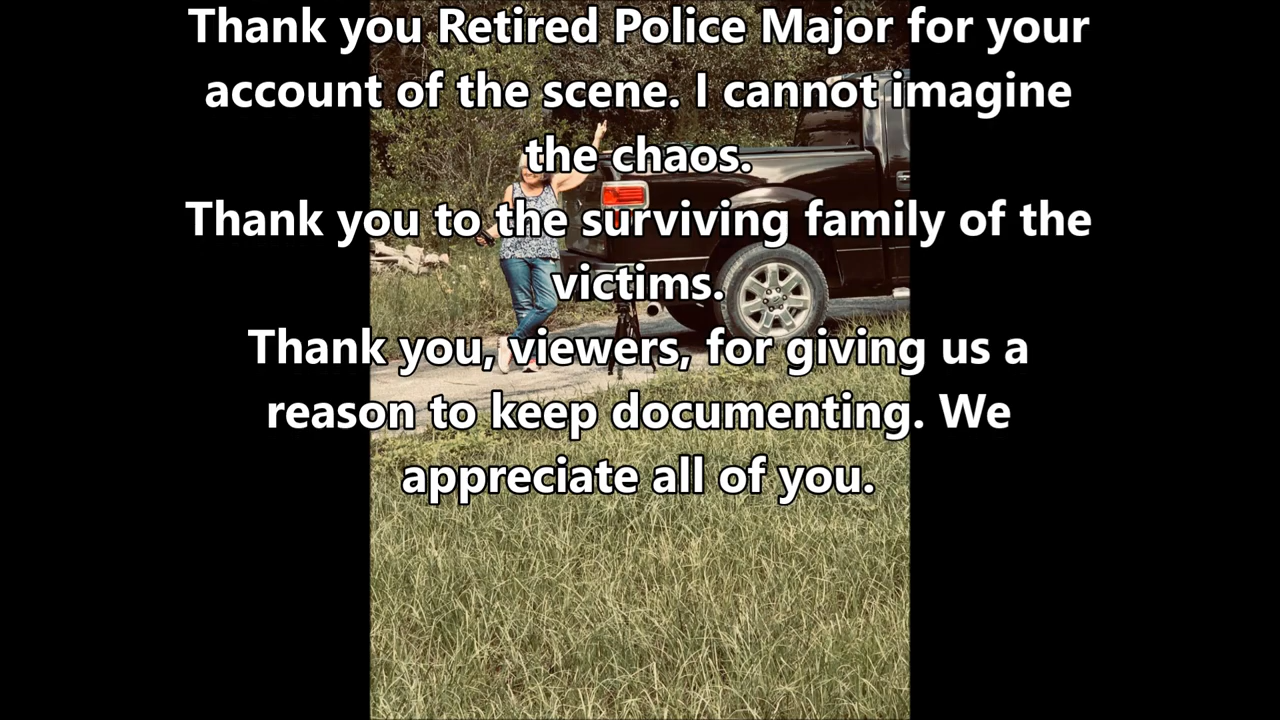 Thank you Retired Police Major for your
account of the scene. I cannot imagine
the chaos.
Thank you to the surviving family of the
victims.
Thank you, viewers, for giving us a
reason to keep documenting. We
appreciate all of you.